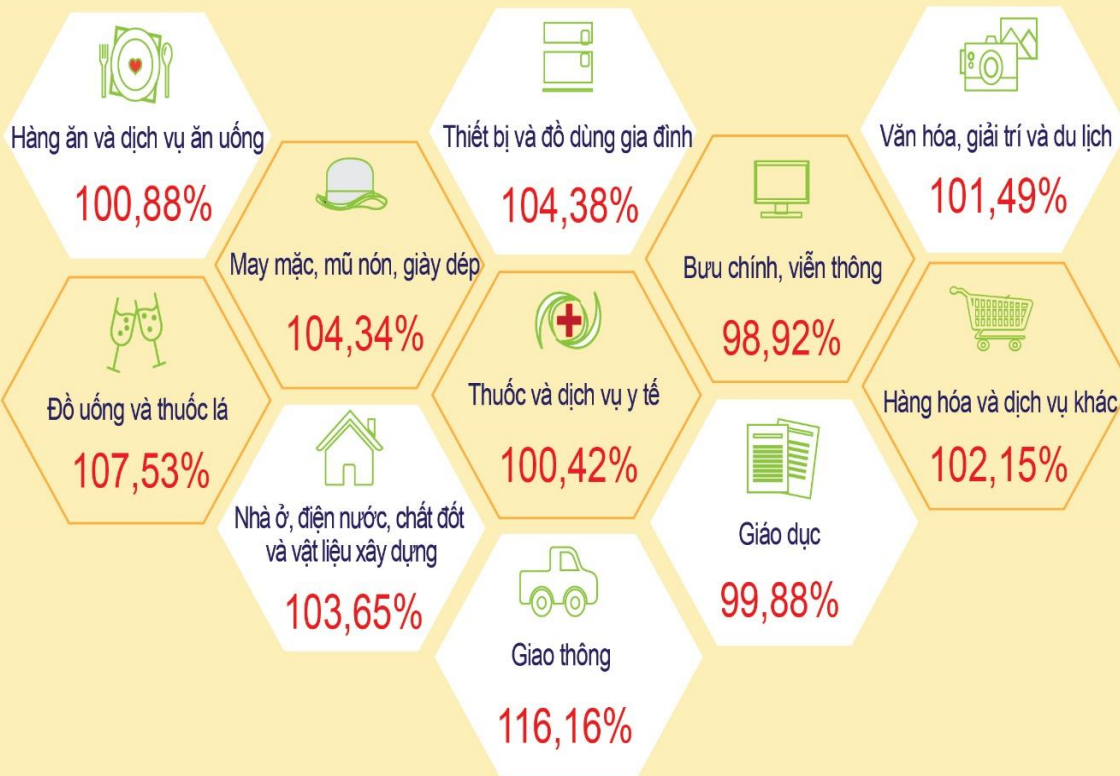 Hàng ăn và dịch vụ ăn uống
100,88%
Thiết bị và đồ dùng gia đình
104,38%
Văn hóa, giải trí và du lịch
101,49%
May mặc, mũ nón, giày dép
104,34%
Bưu chính, viễn thông
98,92%
Đồ uống và thuốc lá
107,53%
Thuốc và dịch vụ y tế
100,42%
Hàng hóa và dịch vụ khác
102,15%
Nhà ở, điện nước, chất đốt
và vật liệu xây dựng
103,65%
Giáo dục
99,88%
Giao thông
116,16%